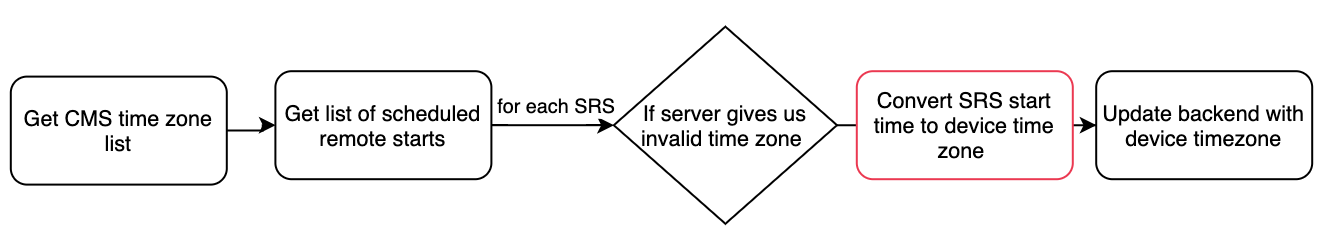 Get CMS time zone
list
Get list of scheduled
remote starts
for each SRS
If server gives us
invalid time zone
Convert SRS start
time to device time
zone
Update backend with
device timezone